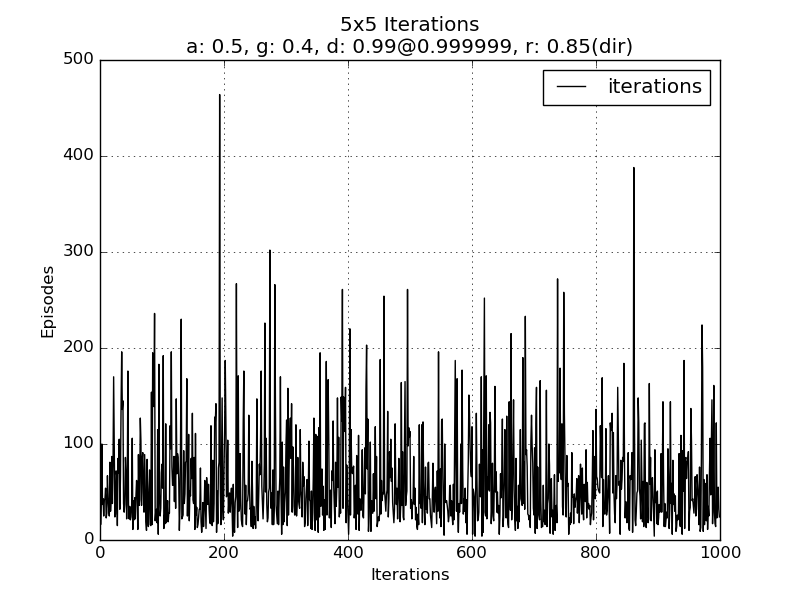 5x5 Iterations
a: 0.5, g: 0.4, d: 0.99@0.999999, r: 0.85(dir)
iterations
500
400
300
200
100
0
Episodes
0 200 400 600 800 1000
Iterations